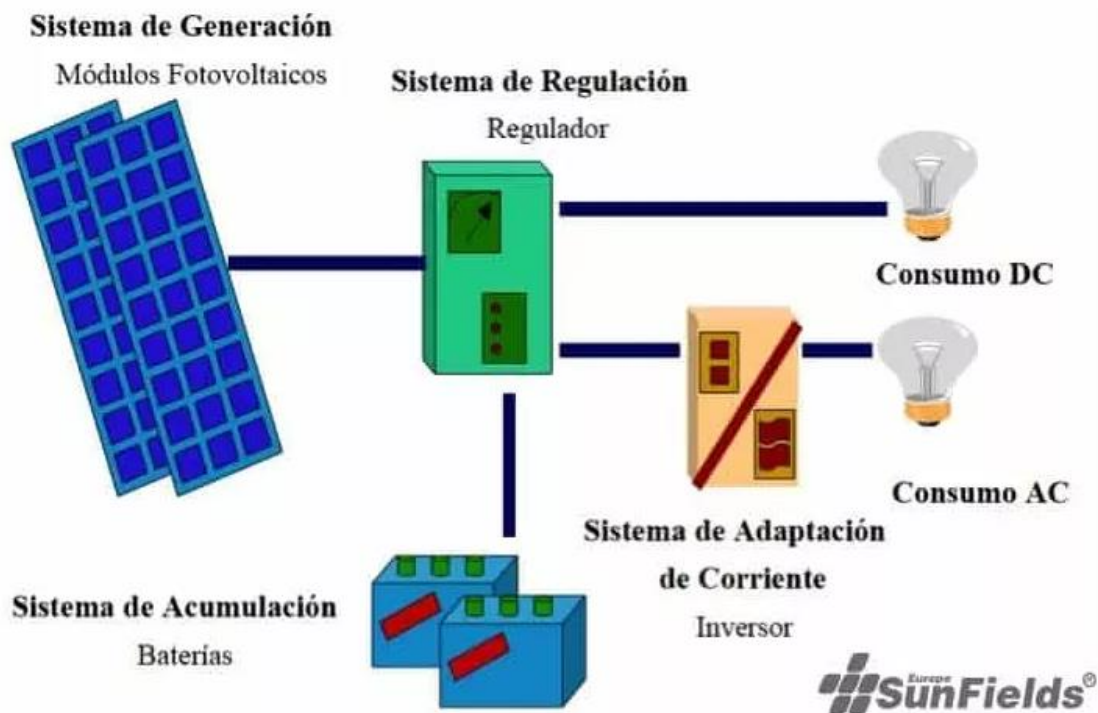 Sistema de Generación
Módulos Fotovoltaicos
Sistema de Regulación
Regulador
Consumo DC
Consumo AC
Sistema de Adaptación
de Corriente
Inversor
Sistema de Acumulación
Baterías
Europe
SunFields®